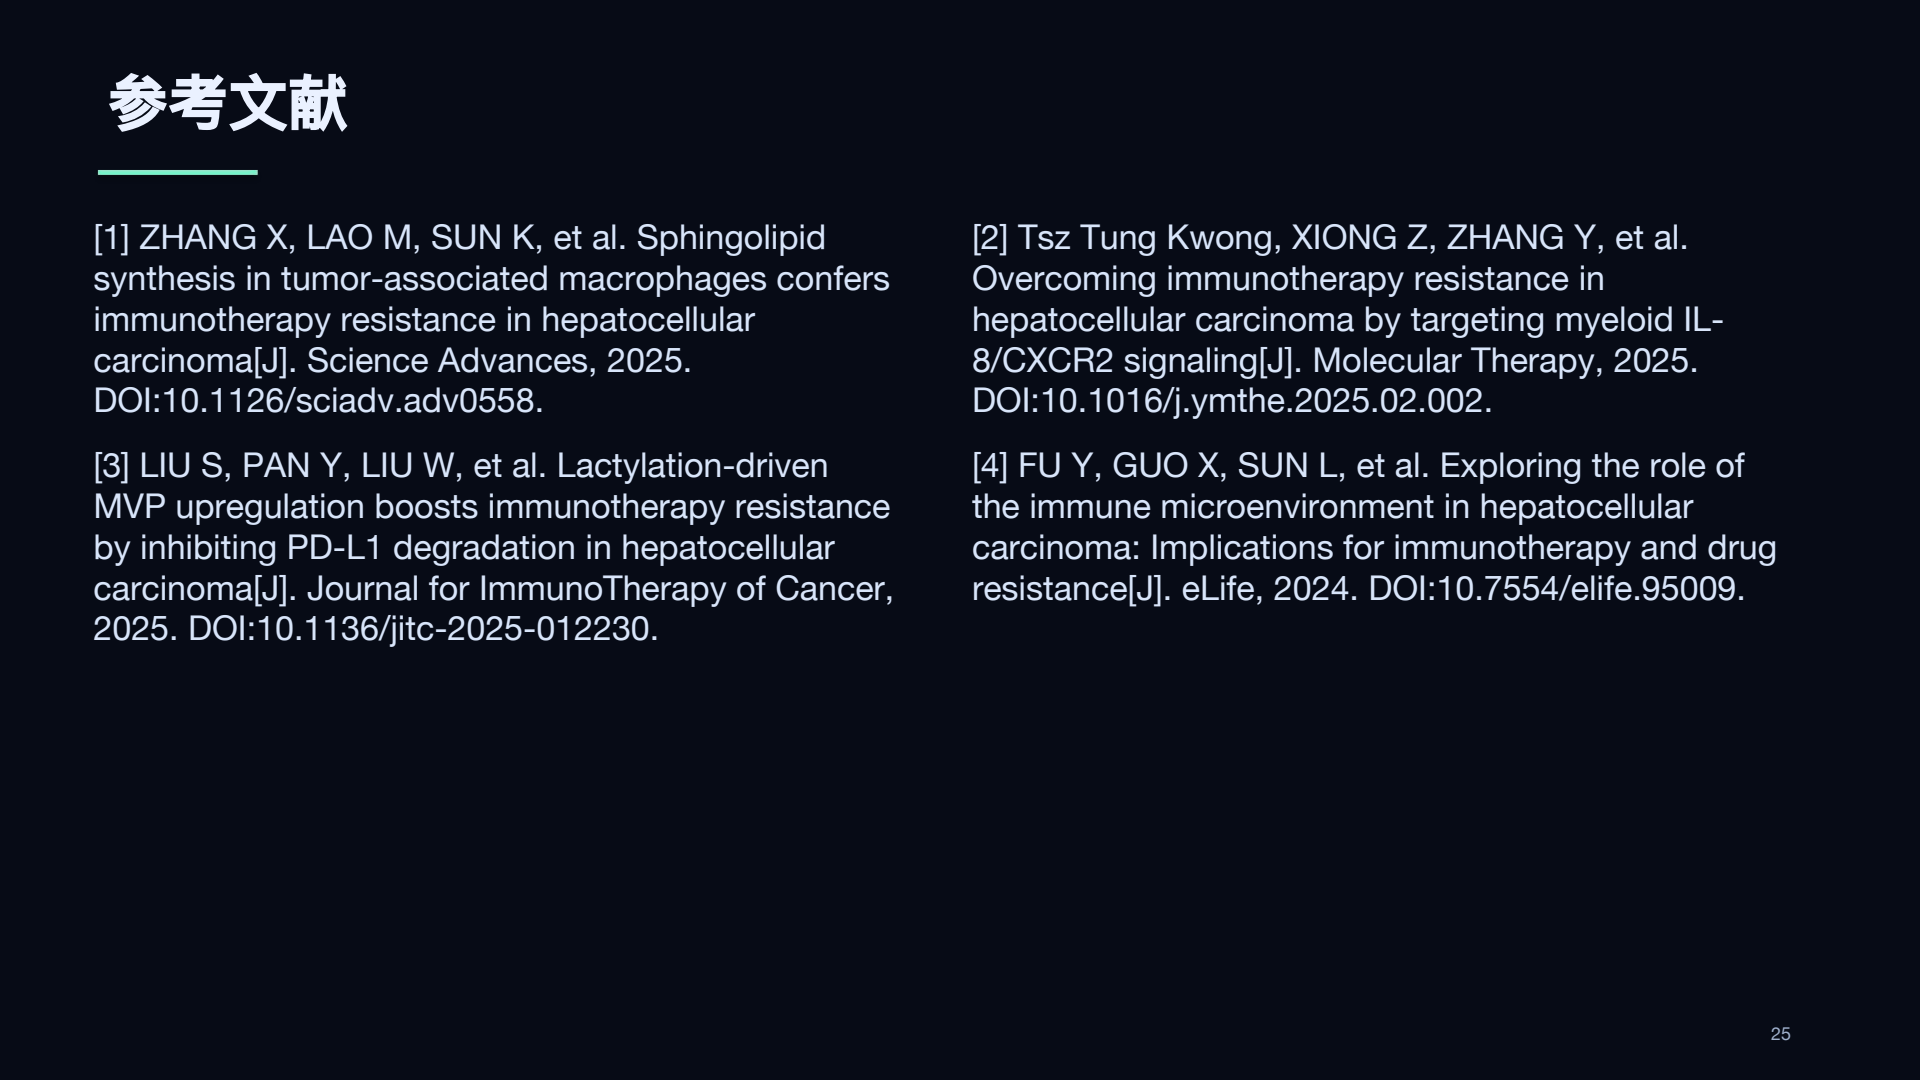 参考文献
[1] ZHANG X, LAO M, SUN K, et al. Sphingolipid
synthesis in tumor-associated macrophages confers
immunotherapy resistance in hepatocellular
carcinoma[J]. Science Advances, 2025.
DOI:10.1126/sciadv.adv0558.
[2] Tsz Tung Kwong, XIONG Z, ZHANG Y, et al.
Overcoming immunotherapy resistance in
hepatocellular carcinoma by targeting myeloid IL-
8/CXCR2 signaling[J]. Molecular Therapy, 2025.
DOI:10.1016/j.ymthe.2025.02.002.
[3] LIU S, PAN Y, LIU W, et al. Lactylation-driven
MVP upregulation boosts immunotherapy resistance
by inhibiting PD-L1 degradation in hepatocellular
carcinoma[J]. Journal for ImmunoTherapy of Cancer,
2025. DOI:10.1136/jitc-2025-012230.
[4] FU Y, GUO X, SUN L, et al. Exploring the role of
the immune microenvironment in hepatocellular
carcinoma: Implications for immunotherapy and drug
resistance[J]. eLife, 2024. DOI:10.7554/elife.95009.
25